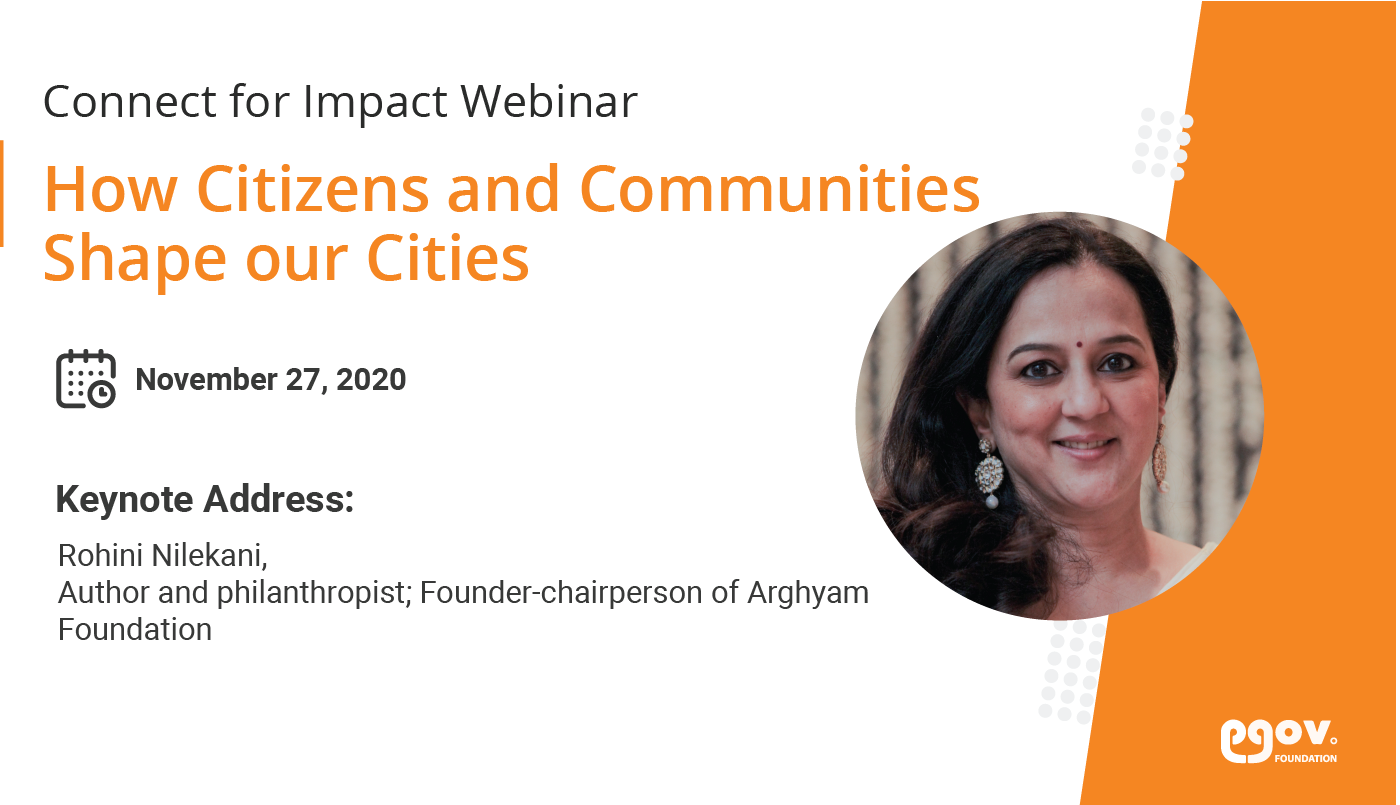 Connect for Impact Webinar
How Citizens and Communities
Shape our Cities
November 27, 2020
Keynote Address:
Rohini Nilekani,
Author and philanthropist; Founder-chairperson of Arghyam
Foundation
egov.
FOUNDATION